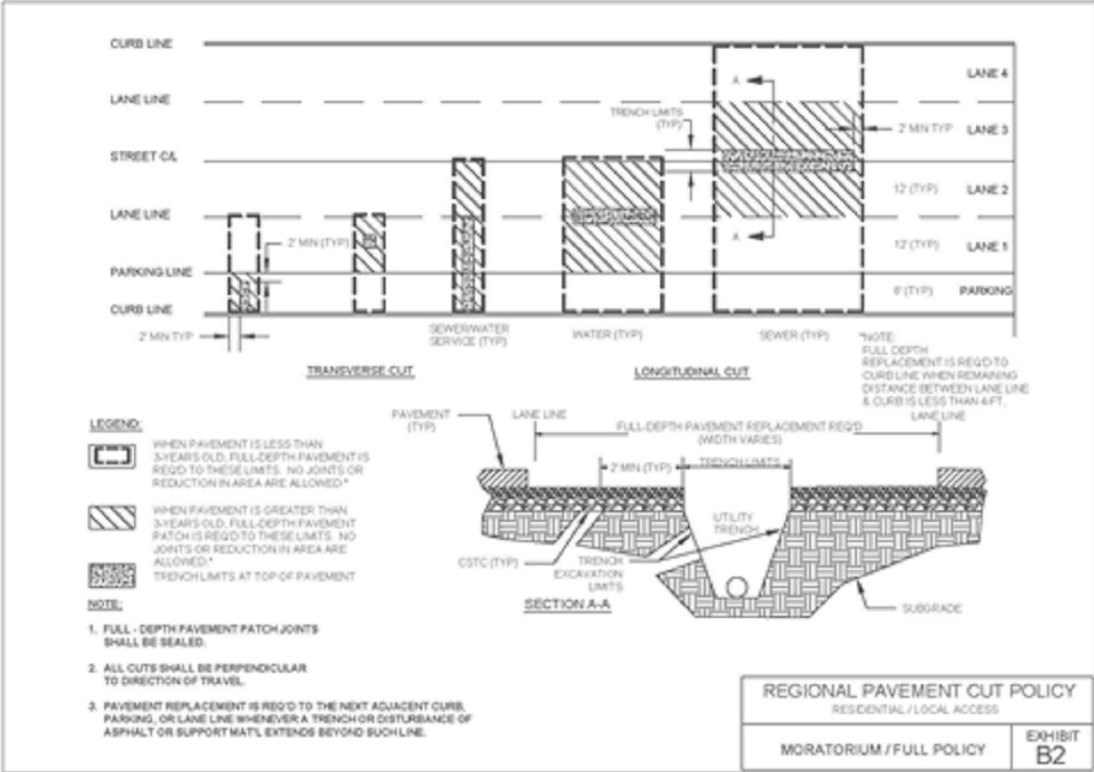 CURB LINE
LANE LINE
STREET C/L
LANE LINE
PARKING LINE
CURB LINE
LANE 4
LANE 3
LANE 2
LANE 1
PARKING
A
A
TRENCH LIMITS
(TYP)
2' MIN TYP
12' (TYP)
12' (TYP)
6' (TYP)
2' MIN (TYP)
2' MIN TYP
SEWER/WATER
SERVICE (TYP)
WATER (TYP)
SEWER (TYP)
TRANSVERSE CUT
LONGITUDINAL CUT
*NOTE:
FULL DEPTH
REPLACEMENT IS REQ'D TO
CURB LINE WHEN REMAINING
DISTANCE BETWEEN LANE LINE
& CURB IS LESS THAN 4-FT.
LEGEND:
WHEN PAVEMENT IS LESS THAN
3-YEARS OLD, FULL-DEPTH PAVEMENT IS
REQ'D TO THESE LIMITS. NO JOINTS OR
REDUCTION IN AREA ARE ALLOWED.*
WHEN PAVEMENT IS GREATER THAN
3-YEARS OLD, FULL-DEPTH PAVEMENT
PATCH IS REQ'D TO THESE LIMITS. NO
JOINTS OR REDUCTION IN AREA ARE
ALLOWED.*
TRENCH LIMITS AT TOP OF PAVEMENT
NOTE:
1. FULL - DEPTH PAVEMENT PATCH JOINTS
SHALL BE SEALED.
2. ALL CUTS SHALL BE PERPENDICULAR
TO DIRECTION OF TRAVEL.
3. PAVEMENT REPLACEMENT IS REQ'D TO THE NEXT ADJACENT CURB,
PARKING, OR LANE LINE WHENEVER A TRENCH OR DISTURBANCE OF
ASPHALT OR SUPPORT MAT'L EXTENDS BEYOND SUCH LINE.
PAVEMENT
(TYP)
LANE LINE
LANE LINE
FULL-DEPTH PAVEMENT REPLACEMENT REQ'D
(WIDTH VARIES)
2' MIN (TYP)
TRENCH LIMITS
UTILITY
TRENCH
CSTC (TYP)
TRENCH
EXCAVATION
LIMITS
SUBGRADE
SECTION A-A
REGIONAL PAVEMENT CUT POLICY
RESIDENTIAL / LOCAL ACCESS
MORATORIUM / FULL POLICY
EXHIBIT
B2